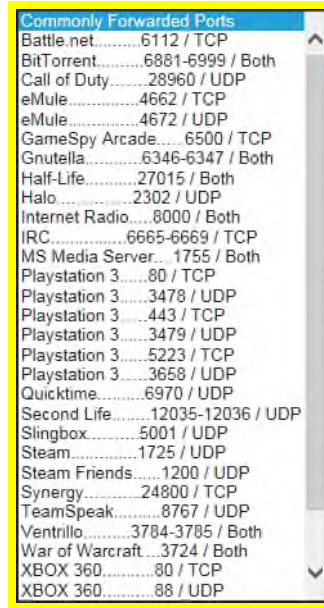 Commonly Forwarded Ports
Battle.net..........6112 / TCP
BitTorrent..........6881-6999 / Both
Call of Duty........28960 / UDP
eMule................4662 / TCP
eMule................4672 / UDP
GameSpy Arcade......6500 / TCP
Gnutella.............6346-6347 / Both
Half-Life............27015 / Both
Halo.................2302 / UDP
Internet Radio.....8000 / Both
IRC.................6665-6669 / TCP
MS Media Server....1755 / Both
Playstation 3......80 / TCP
Playstation 3......3478 / UDP
Playstation 3......443 / TCP
Playstation 3......3479 / UDP
Playstation 3......5223 / TCP
Playstation 3......3658 / UDP
Quicktime..........6970 / UDP
Second Life........12035-12036 / UDP
Slingbox............5001 / UDP
Steam................1725 / UDP
Steam Friends......1200 / UDP
Synergy............24800 / TCP
TeamSpeak.........8767 / UDP
Ventrillo..........3784-3785 / Both
War of Warcraft....3724 / Both
XBOX 360..........80 / TCP
XBOX 360..........88 / UDP